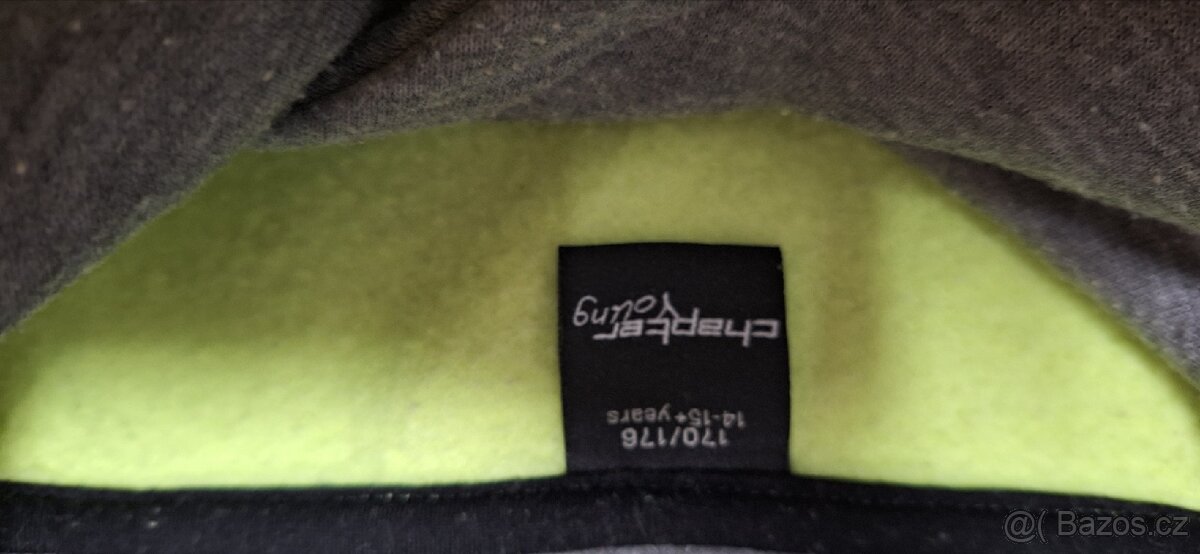 chapter
Young
14-15+ years
170/176
@( Bazos.cz